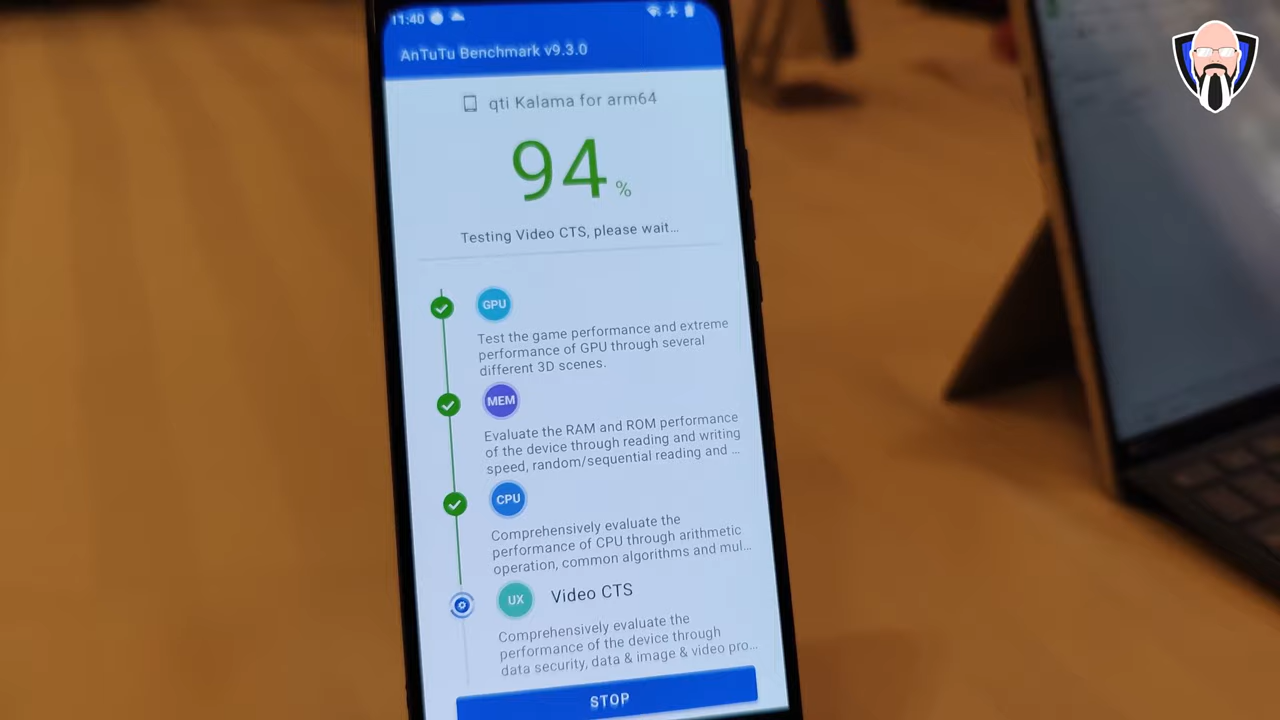 11:40
AnTuTu Benchmark v9.3.0
qti Kalama for arm64
94%
Testing Video CTS, please wait...
GPU
Test the game performance and extreme
performance of GPU through several
different 3D scenes.
MEM
Evaluate the RAM and ROM performance
of the device through reading and writing
speed, random/sequential reading and ...
CPU
Comprehensively evaluate the
performance of CPU through arithmetic
operation, common algorithms and mul...
UX Video CTS
Comprehensively evaluate the
performance of the device through
data security, data & image & video pro...
STOP